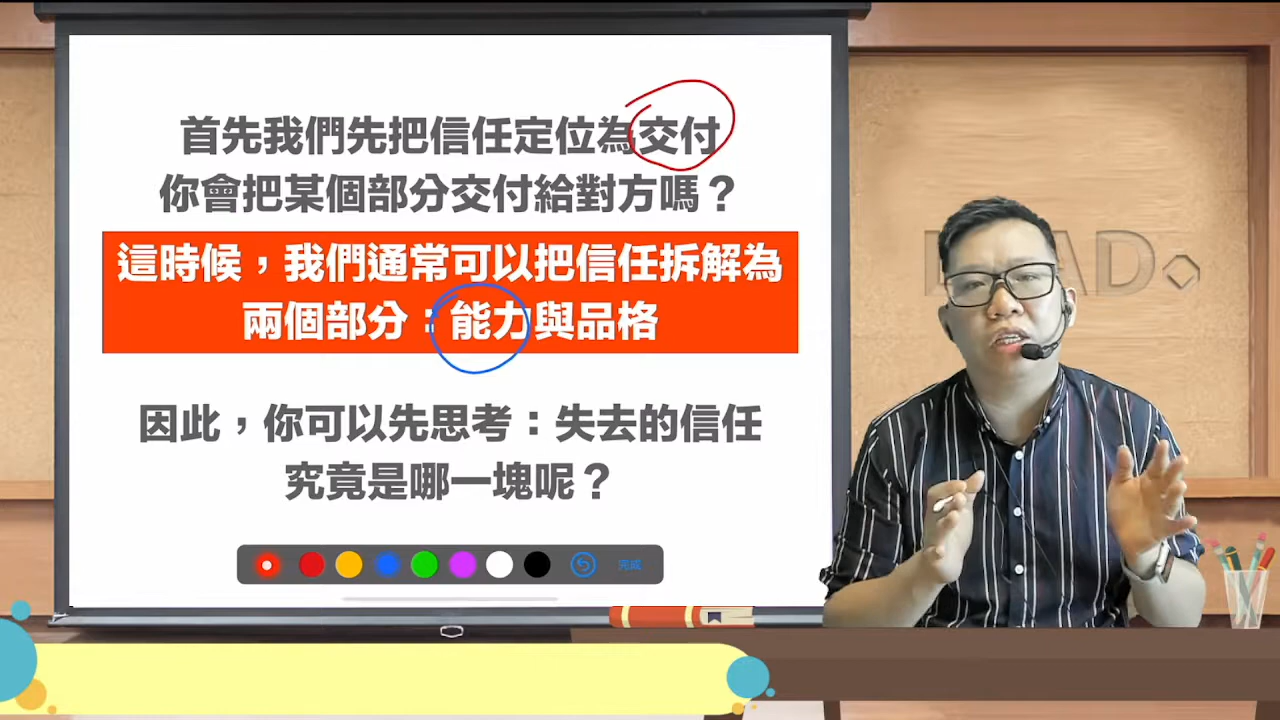 首先我們先把信任定位為交付
你會把某個部分交付給對方嗎？
這時候，我們通常可以把信任拆解為
兩個部分：能力與品格
因此，你可以先思考：失去的信任
究竟是哪一塊呢？
完成